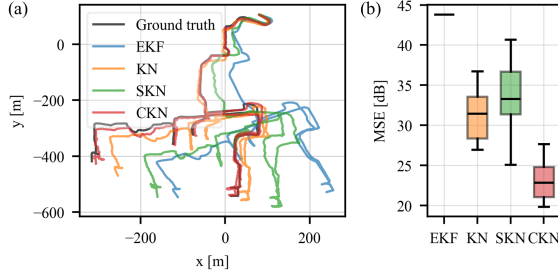 (a)
Ground truth
EKF
KN
SKN
CKN
0
−200
−400
−600
y [m]
−200
0
200
x [m]
(b)
45
40
35
30
25
20
MSE [dB]
EKF KN SKN CKN